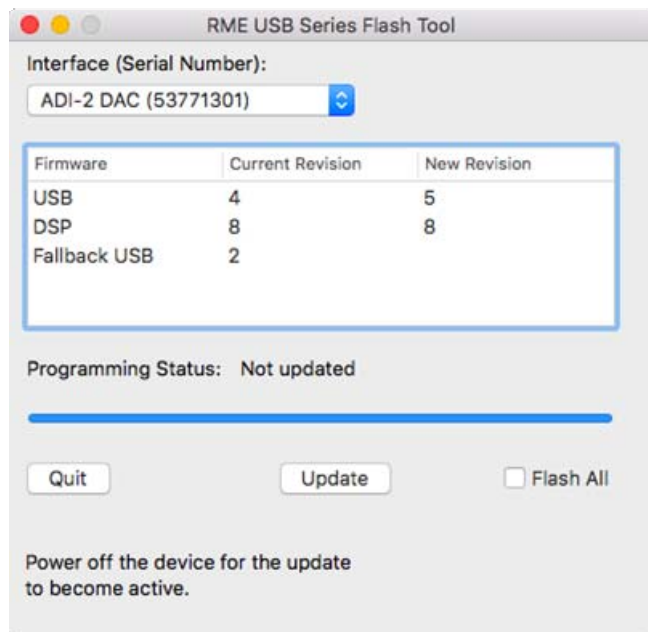 RME USB Series Flash Tool
Interface (Serial Number):
ADI-2 DAC (53771301)
Firmware Current Revision New Revision
USB 4 5
DSP 8 8
Fallback USB 2
Programming Status: Not updated
Quit Update Flash All
Power off the device for the update
to become active.